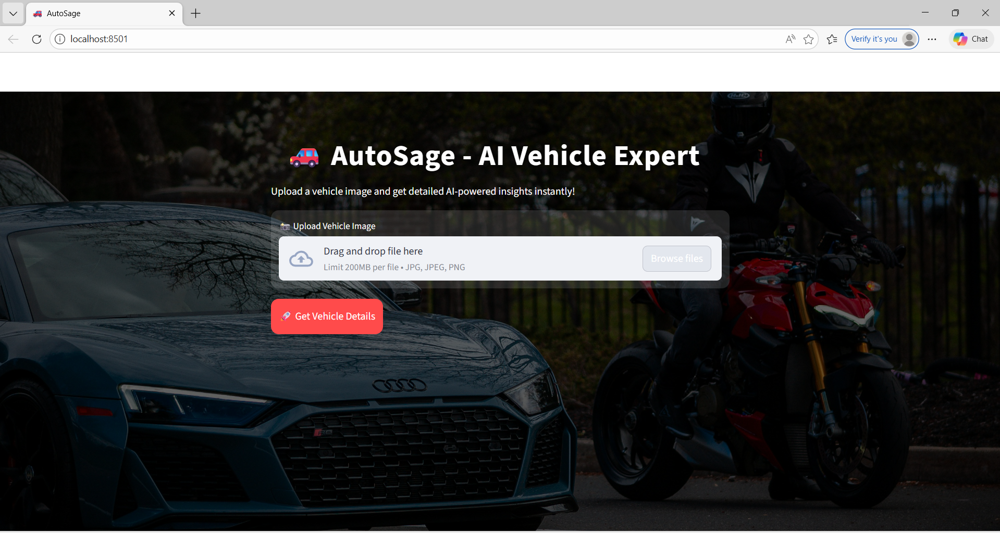 AutoSage
localhost:8501
Verify it's you
Chat
HJC
AutoSage - AI Vehicle Expert
Upload a vehicle image and get detailed AI-powered insights instantly!
Upload Vehicle Image
Drag and drop file here
Limit 200MB per file • JPG, JPEG, PNG
Browse files
Get Vehicle Details
R8